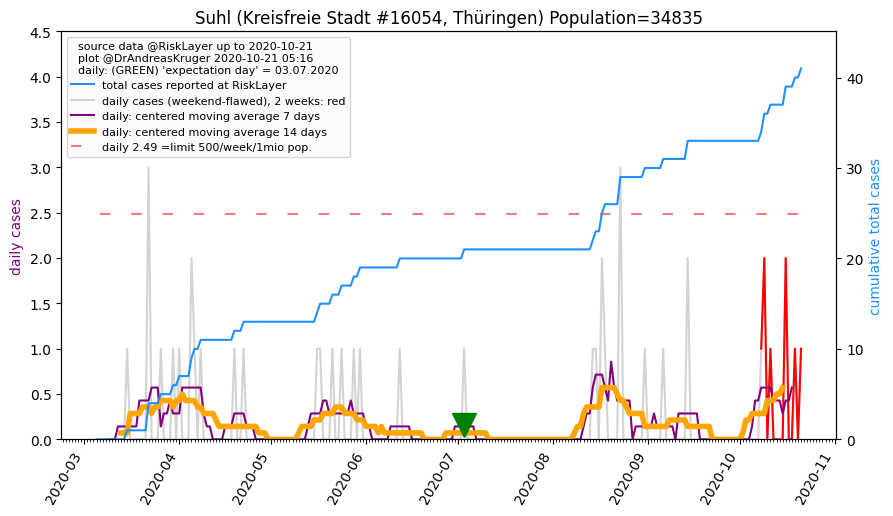 Suhl (Kreisfreie Stadt #16054, Thüringen) Population=34835
source data @RiskLayer up to 2020-10-21
plot @DrAndreasKruger 2020-10-21 05:16
daily: (GREEN) 'expectation day' = 03.07.2020
total cases reported at RiskLayer
daily cases (weekend-flawed), 2 weeks: red
daily: centered moving average 7 days
daily: centered moving average 14 days
daily 2.49 =limit 500/week/1mio pop.
daily cases
4.5
4.0
3.5
3.0
2.5
2.0
1.5
1.0
0.5
0.0
cumulative total cases
40
30
20
10
0
2020-03
2020-04
2020-05
2020-06
2020-07
2020-08
2020-09
2020-10
2020-11